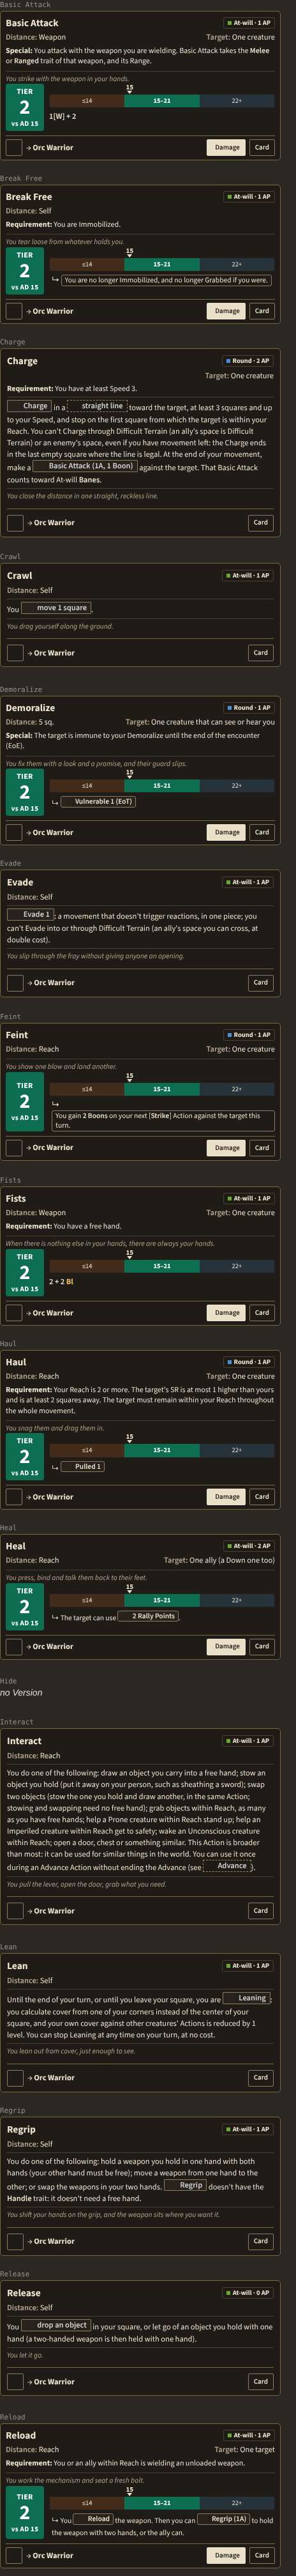 Basic Attack
Basic Attack
At-will · 1 AP
Distance: Weapon
Target: One creature
Special: You attack with the weapon you are wielding. Basic Attack takes the Melee
or Ranged trait of that weapon, and its Range.
You strike with the weapon in your hands.
15
TIER
2
vs AD 15
≤14
15–21
22+
1[W] + 2
→ Orc Warrior
Damage
Card
Break Free
Break Free
At-will · 1 AP
Distance: Self
Requirement: You are Immobilized.
You tear loose from whatever holds you.
15
TIER
2
vs AD 15
≤14
15–21
22+
↪ You are no longer Immobilized, and no longer Grabbed if you were.
→ Orc Warrior
Damage
Card
Charge
Charge
Round · 2 AP
Target: One creature
Requirement: You have at least Speed 3.
Charge in a straight line toward the target, at least 3 squares and up
to your Speed, and stop on the first square from which the target is within your
Reach. You can't Charge through Difficult Terrain (an ally's space is Difficult
Terrain) or an enemy's space, even if you have movement left: the Charge ends
in the last empty square where the line is legal. At the end of your movement,
make a Basic Attack (1A, 1 Boon) against the target. That Basic Attack
counts toward At-will Banes.
You close the distance in one straight, reckless line.
→ Orc Warrior
Card
Crawl
Crawl
At-will · 1 AP
Distance: Self
You move 1 square.
You drag yourself along the ground.
→ Orc Warrior
Card
Demoralize
Demoralize
Round · 1 AP
Distance: 5 sq.
Target: One creature that can see or hear you
Special: The target is immune to your Demoralize until the end of the encounter
(EoE).
You fix them with a look and a promise, and their guard slips.
15
TIER
2
vs AD 15
≤14
15–21
22+
↪ Vulnerable 1 (EoT)
→ Orc Warrior
Damage
Card
Evade
Evade
At-will · 1 AP
Distance: Self
Evade 1: a movement that doesn't trigger reactions, in one piece; you
can't Evade into or through Difficult Terrain (an ally's space you can cross, at
double cost).
You slip through the fray without giving anyone an opening.
→ Orc Warrior
Card
Feint
Feint
Round · 1 AP
Distance: Reach
Target: One creature
You show one blow and land another.
15
TIER
2
vs AD 15
≤14
15–21
22+
↪
You gain 2 Boons on your next [Strike] Action against the target this
turn.
→ Orc Warrior
Damage
Card
Fists
Fists
At-will · 1 AP
Distance: Weapon
Target: One creature
Requirement: You have a free hand.
When there is nothing else in your hands, there are always your hands.
15
TIER
2
vs AD 15
≤14
15–21
22+
2 + 2 Bl
→ Orc Warrior
Damage
Card
Haul
Haul
Round · 1 AP
Distance: Reach
Target: One creature
Requirement: Your Reach is 2 or more. The target's SR is at most 1 higher than yours
and is at least 2 squares away. The target must remain within your Reach throughout
the whole movement.
You snag them and drag them in.
15
TIER
2
vs AD 15
≤14
15–21
22+
↪ Pulled 1
→ Orc Warrior
Damage
Card
Heal
Heal
At-will · 2 AP
Distance: Reach
Target: One ally (a Down one too)
You press, bind and talk them back to their feet.
15
TIER
2
vs AD 15
≤14
15–21
22+
↪ The target can use 2 Rally Points.
→ Orc Warrior
Damage
Card
Hide
no Version
Interact
Interact
At-will · 1 AP
Distance: Reach
You do one of the following: draw an object you carry into a free hand; stow an
object you hold (put it away on your person, such as sheathing a sword); swap
two objects (stow the one you hold and draw another, in the same Action;
stowing and swapping need no free hand); grab objects within Reach, as many
as you have free hands; help a Prone creature within Reach stand up; help an
Imperiled creature within Reach get to safety; wake an Unconscious creature
within Reach; open a door, chest or something similar. This Action is broader
than most: it can be used for similar things in the world. You can use it once
during an Advance Action without ending the Advance (see Advance).
You pull the lever, open the door, grab what you need.
→ Orc Warrior
Card
Lean
Lean
At-will · 1 AP
Distance: Self
Until the end of your turn, or until you leave your square, you are Leaning:
you calculate cover from one of your corners instead of the center of your
square, and your own cover against other creatures' Actions is reduced by 1
level. You can stop Leaning at any time on your turn, at no cost.
You lean out from cover, just enough to see.
→ Orc Warrior
Card
Regrip
Regrip
At-will · 1 AP
Distance: Self
You do one of the following: hold a weapon you hold in one hand with both
hands (your other hand must be free); move a weapon from one hand to the
other; or swap the weapons in your two hands. Regrip doesn't have the
Handle trait: it doesn't need a free hand.
You shift your hands on the grip, and the weapon sits where you want it.
→ Orc Warrior
Card
Release
Release
At-will · 0 AP
Distance: Self
You drop an object in your square, or let go of an object you hold with one
hand (a two-handed weapon is then held with one hand).
You let it go.
→ Orc Warrior
Card
Reload
Reload
At-will · 1 AP
Distance: Reach
Target: One target
Requirement: You or an ally within Reach is wielding an unloaded weapon.
You work the mechanism and seat a fresh bolt.
15
TIER
2
vs AD 15
≤14
15–21
22+
↪ You Reload the weapon. Then you can Regrip (1A) to hold
the weapon with two hands, or the ally can.
→ Orc Warrior
Damage
Card